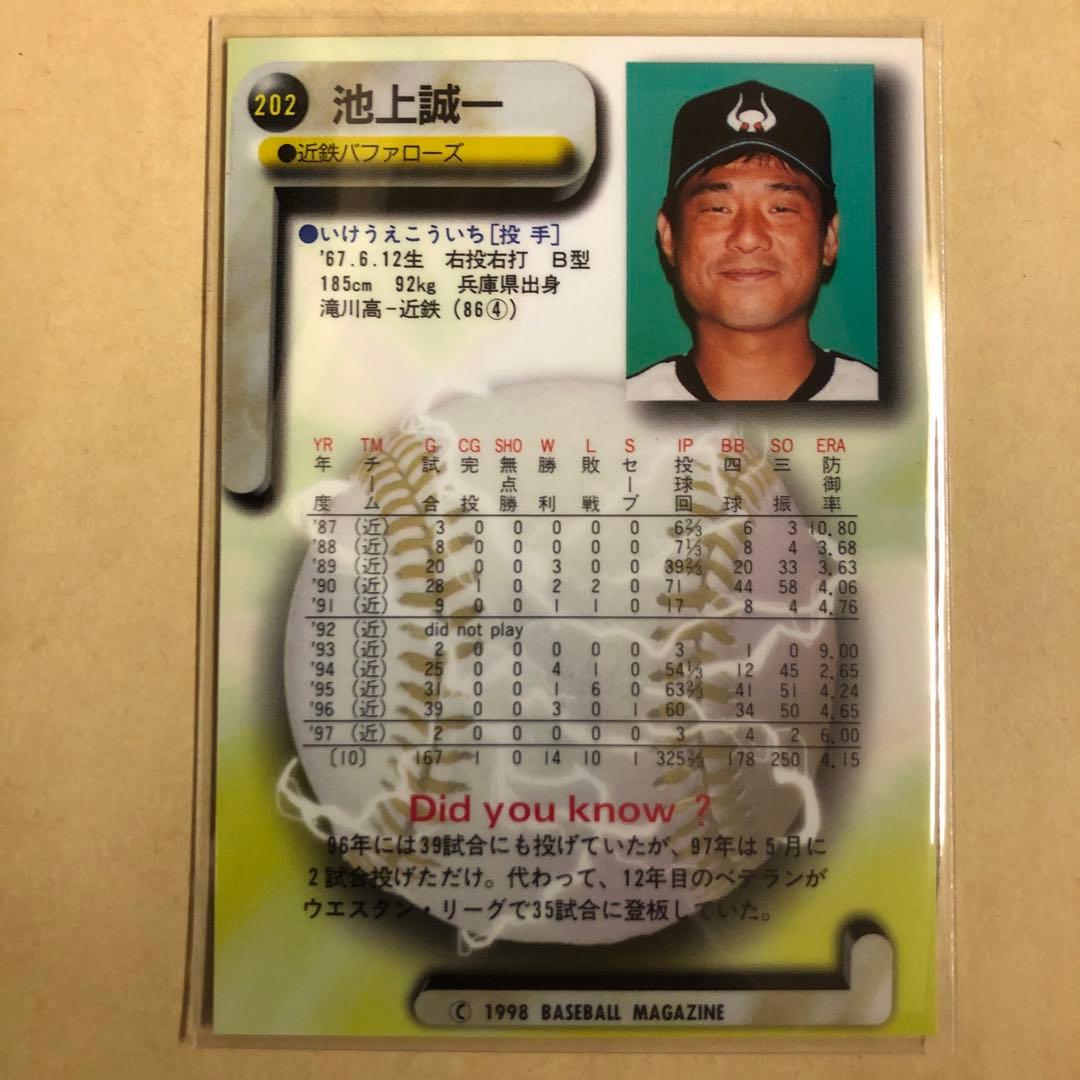 202 池上誠一
●近鉄バファローズ
●いけうえこういち[投 手]
'67.6.12生 右投右打 B型
185cm 92kg 兵庫県出身
滝川高-近鉄 (86④)
YR TM G CG SHO W L S IP BB SO ERA
年度 チーム 試合 完投 無点勝 勝利 敗戦 セーブ 投球回 四球 三振 防御率
'87 (近) 3 0 0 0 0 0 6⅔ 6 3 10.80
'88 (近) 8 0 0 0 0 0 7⅓ 8 4 3.68
'89 (近) 20 0 0 3 0 0 39⅔ 20 33 3.63
'90 (近) 28 1 0 2 2 0 71 44 58 4.06
'91 (近) 9 0 0 1 1 0 17 8 4 4.76
'92 (近) did not play
'93 (近) 2 0 0 0 0 0 3 1 0 9.00
'94 (近) 25 0 0 4 1 0 54⅓ 12 45 2.65
'95 (近) 31 0 0 1 6 0 63⅔ 41 51 4.24
'96 (近) 39 0 0 3 0 1 60 34 50 4.65
'97 (近) 2 0 0 0 0 0 3 4 2 6.00
〔10〕 167 1 0 14 10 1 325⅔ 178 250 4.15
Did you know ?
96年には39試合にも投げていたが、97年は5月に
2試合投げただけ。代わって、12年目のベテランが
ウエスタン・リーグで35試合に登板していた。
© 1998 BASEBALL MAGAZINE